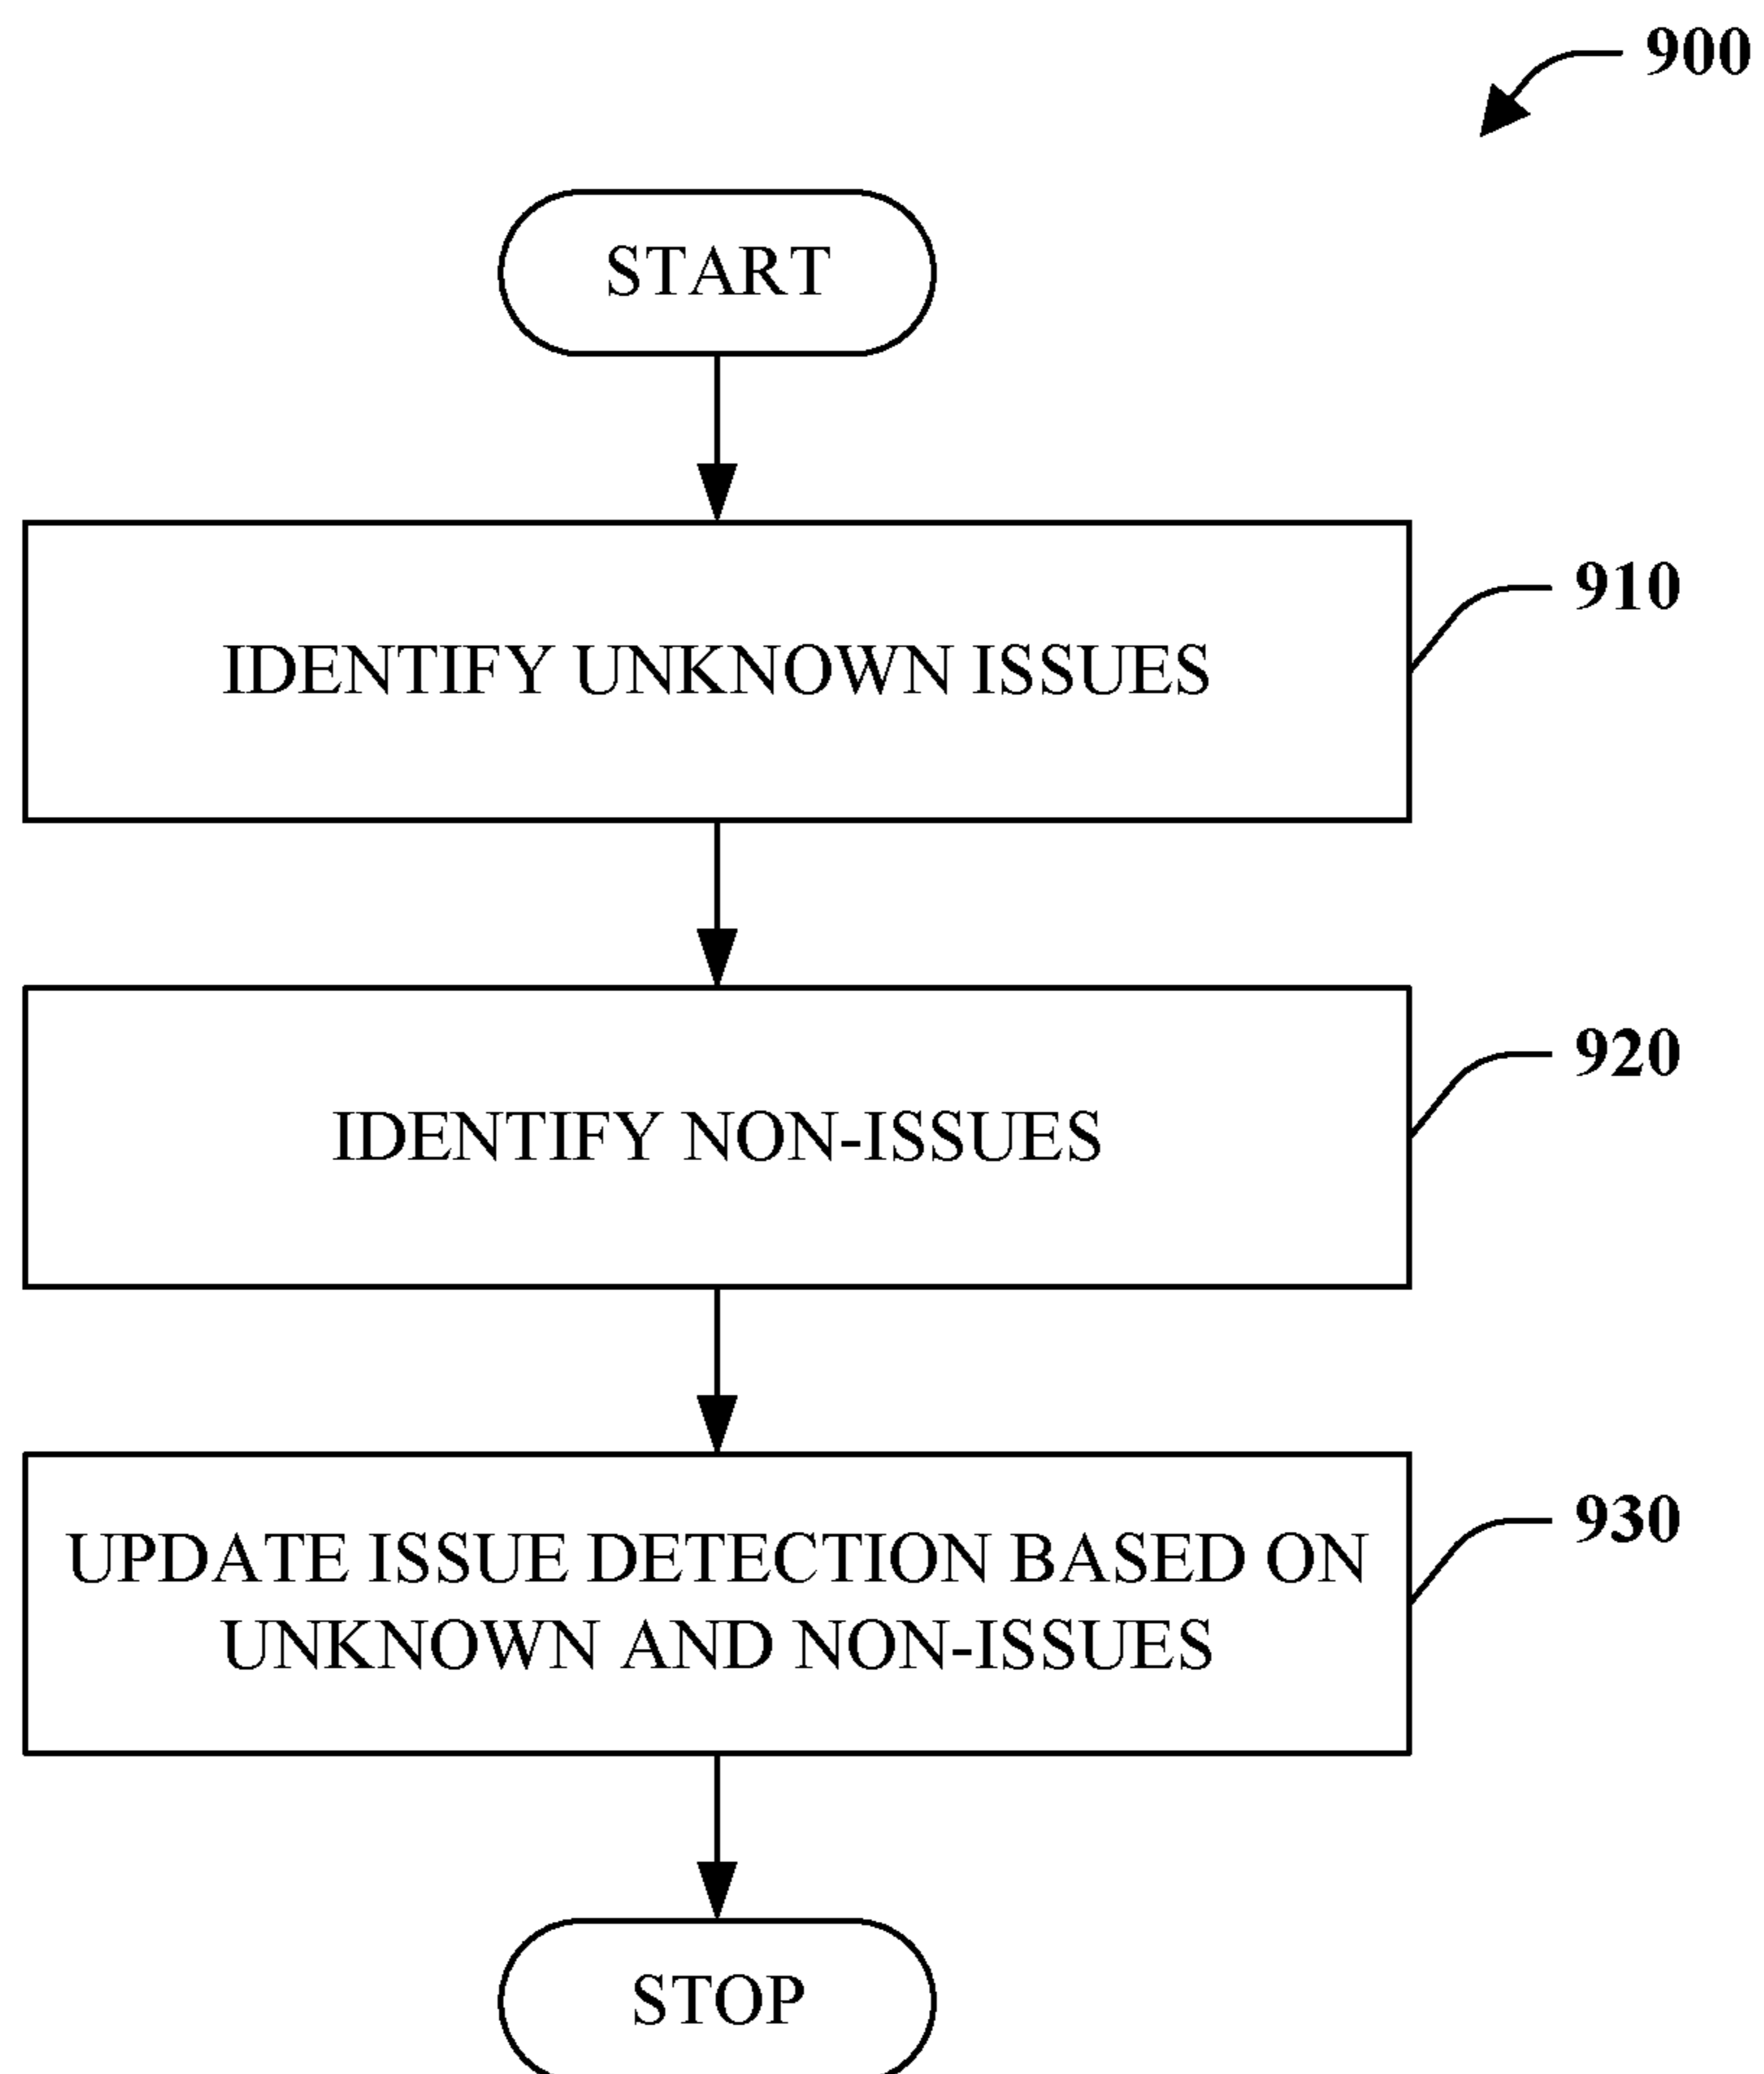 900
START
IDENTIFY UNKNOWN ISSUES
910
IDENTIFY NON-ISSUES
920
UPDATE ISSUE DETECTION BASED ON
UNKNOWN AND NON-ISSUES
930
STOP